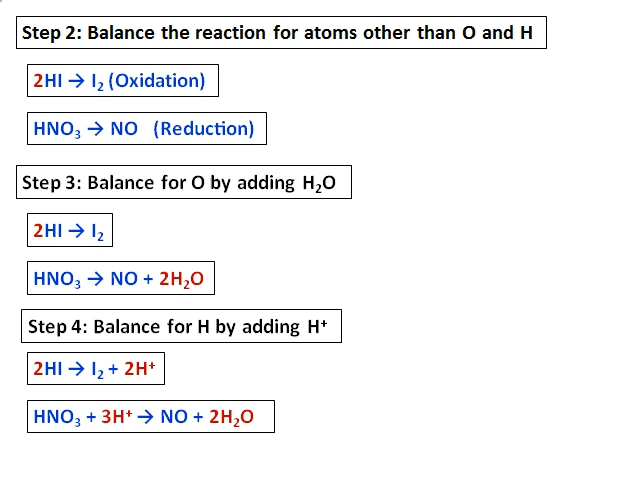 Step 2: Balance the reaction for atoms other than O and H
2HI → I₂ (Oxidation)
HNO₃ → NO (Reduction)
Step 3: Balance for O by adding H₂O
2HI → I₂
HNO₃ → NO + 2H₂O
Step 4: Balance for H by adding H⁺
2HI → I₂ + 2H⁺
HNO₃ + 3H⁺ → NO + 2H₂O